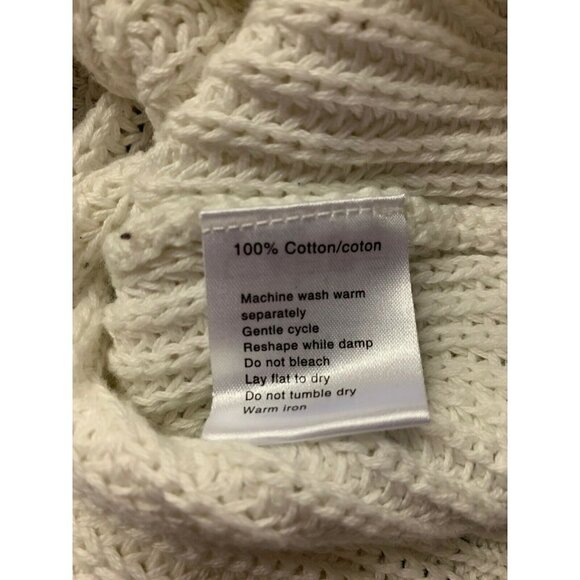 100% Cotton/coton
Machine wash warm
separately
Gentle cycle
Reshape while damp
Do not bleach
Lay flat to dry
Do not tumble dry
Warm iron